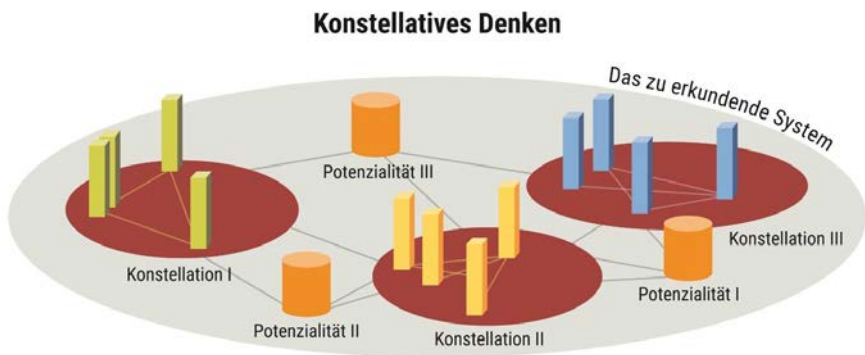 Konstellatives Denken
Das zu erkundende System
Potenzialität III
Konstellation I
Konstellation III
Potenzialität I
Potenzialität II
Konstellation II